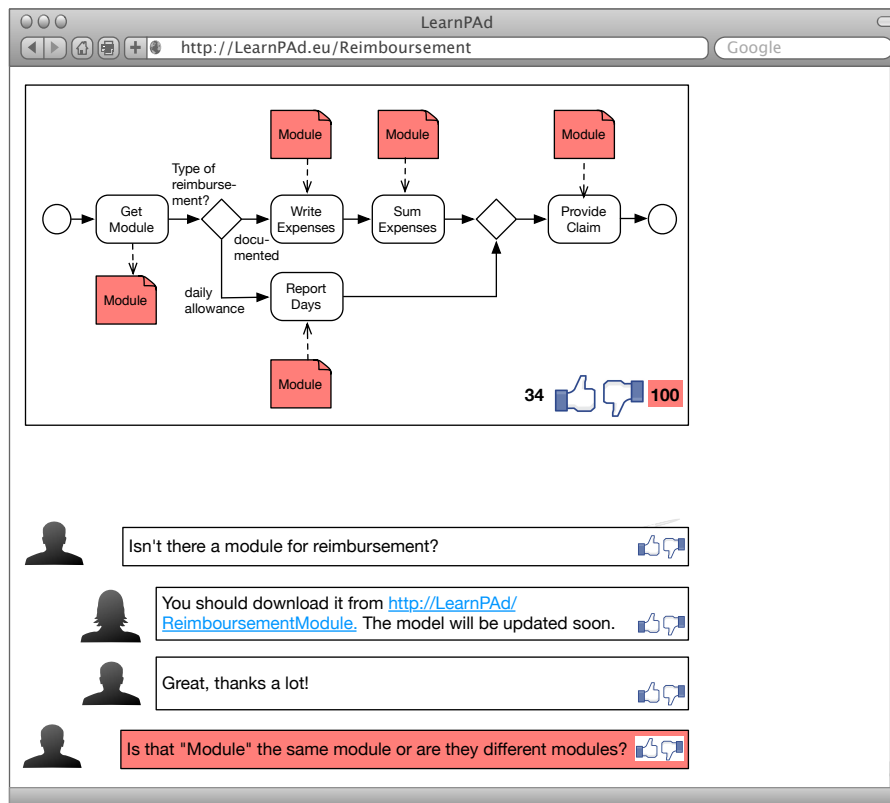 LearnPAd
http://LearnPAd.eu/Reimboursement
Google
Module
Module
Module
Type of
reimburse-
ment?
Get
Module
Write
Expenses
Sum
Expenses
Provide
Claim
docu-
mented
Module
daily
allowance
Report
Days
Module
34
100
Isn't there a module for reimbursement?
You should download it from http://LearnPAd/
ReimboursementModule. The model will be updated soon.
Great, thanks a lot!
Is that "Module" the same module or are they different modules?